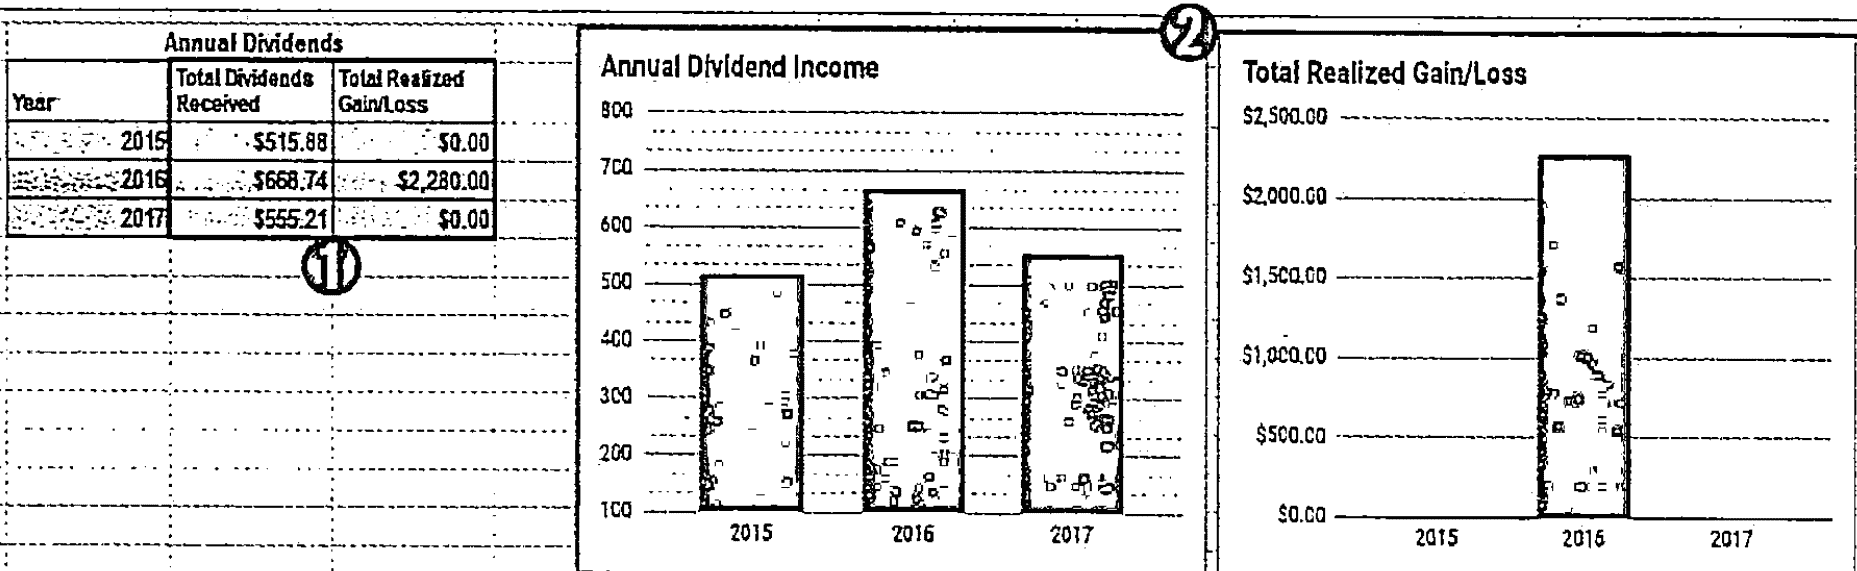 Annual Dividends
Year Total Dividends Received Total Realized Gain/Loss
2015 $515.88 $0.00
2016 $668.74 $2,280.00
2017 $555.21 $0.00
1
2
Annual Dividend Income
800
700
600
500
400
300
200
100
2015 2016 2017
Total Realized Gain/Loss
$2,500.00
$2,000.00
$1,500.00
$1,000.00
$500.00
$0.00
2015 2016 2017